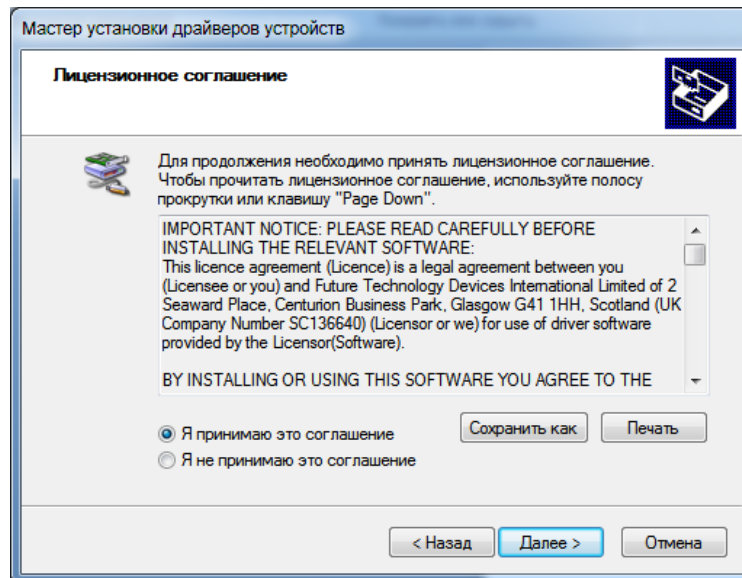 Мастер установки драйверов устройств
Лицензионное соглашение
Для продолжения необходимо принять лицензионное соглашение.
Чтобы прочитать лицензионное соглашение, используйте полосу
прокрутки или клавишу "Page Down".
IMPORTANT NOTICE: PLEASE READ CAREFULLY BEFORE
INSTALLING THE RELEVANT SOFTWARE:
This licence agreement (Licence) is a legal agreement between you
(Licensee or you) and Future Technology Devices International Limited of 2
Seaward Place, Centurion Business Park, Glasgow G41 1HH, Scotland (UK
Company Number SC136640) (Licensor or we) for use of driver software
provided by the Licensor(Software).
BY INSTALLING OR USING THIS SOFTWARE YOU AGREE TO THE
Я принимаю это соглашение
Сохранить как
Печать
Я не принимаю это соглашение
< Назад
Далее >
Отмена